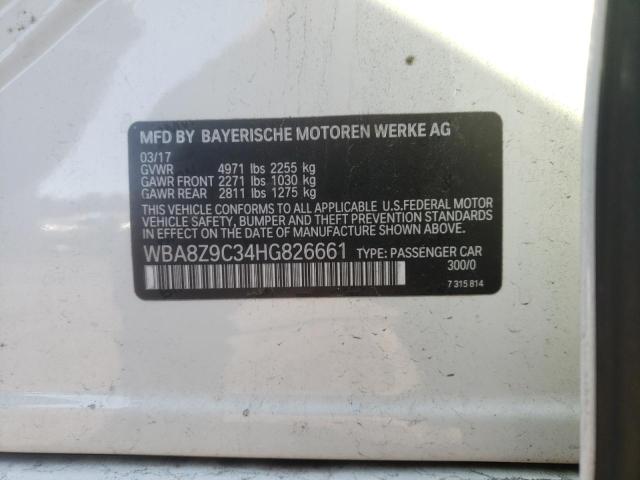 MFD BY BAYERISCHE MOTOREN WERKE AG
03/17
GVWR 4971 lbs 2255 kg
GAWR FRONT 2271 lbs 1030 kg
GAWR REAR 2811 lbs 1275 kg
THIS VEHICLE CONFORMS TO ALL APPLICABLE U.S.FEDERAL MOTOR
VEHICLE SAFETY, BUMPER AND THEFT PREVENTION STANDARDS
IN EFFECT ON THE DATE OF MANUFACTURE SHOWN ABOVE.
WBA8Z9C34HG826661 TYPE: PASSENGER CAR
300/0
7 315 814